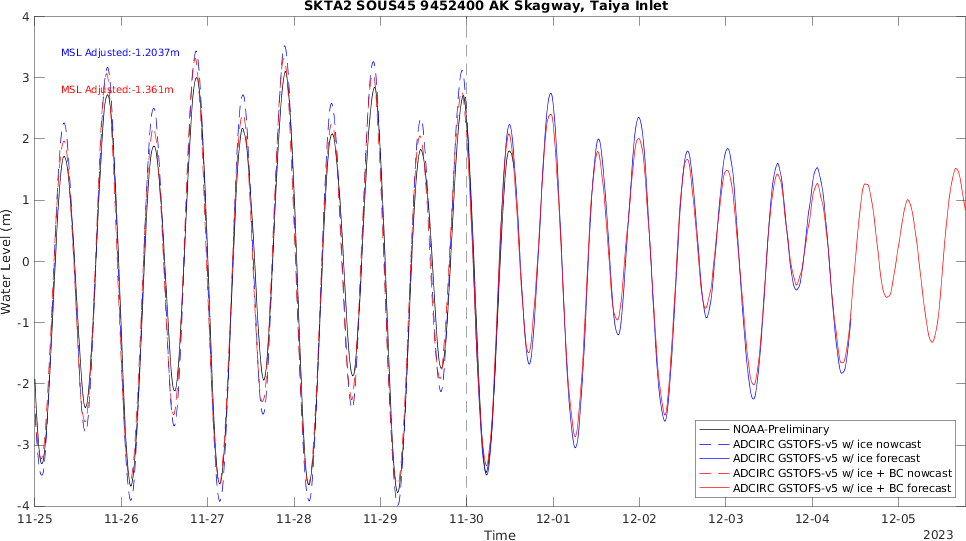 SKTA2 SOUS45 9452400 AK Skagway, Taiya Inlet
4
3
2
1
0
-1
-2
-3
-4
Water Level (m)
MSL Adjusted:-1.2037m
MSL Adjusted:-1.361m
NOAA-Preliminary
ADCIRC GSTOFS-v5 w/ ice nowcast
ADCIRC GSTOFS-v5 w/ ice forecast
ADCIRC GSTOFS-v5 w/ ice + BC nowcast
ADCIRC GSTOFS-v5 w/ ice + BC forecast
11-25 11-26 11-27 11-28 11-29 11-30 12-01 12-02 12-03 12-04 12-05
Time
2023